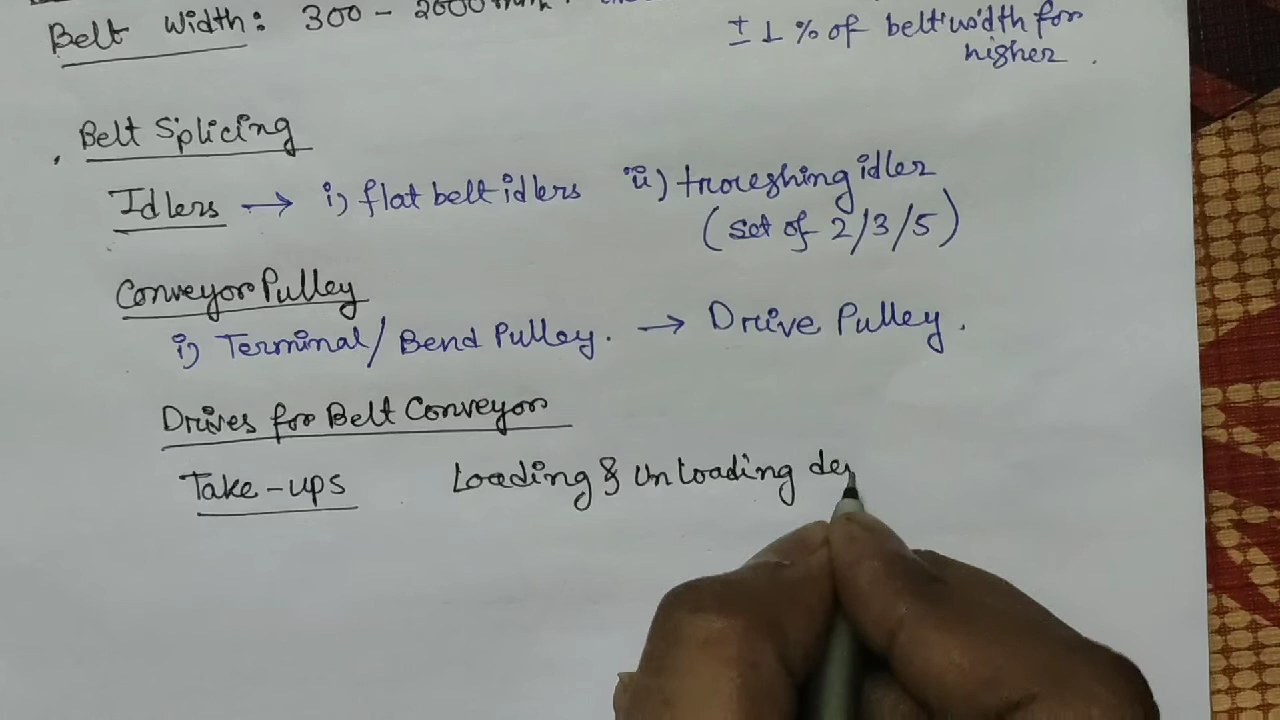 Belt Width: 300 - 2000
± 1 % of belt width for
higher.
Belt Splicing
Idlers → i) flat belt idlers ii) troughing idler
(set of 2/3/5)
Conveyor Pulley
i) Terminal/Bend Pulley. → Drive Pulley.
Drives for Belt Conveyor
Take-ups Loading & Unloading de